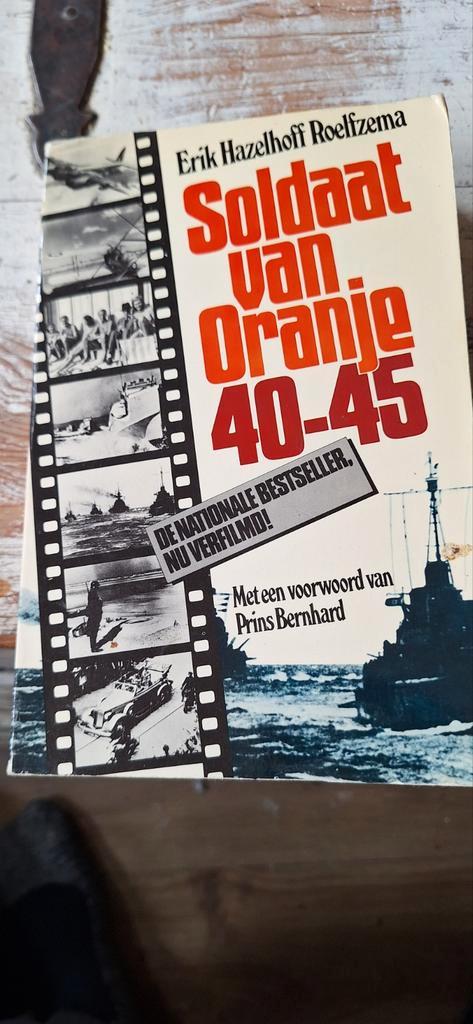 Erik Hazelhoff Roelfzema
Soldaat
van
Oranje
40-45
DE NATIONALE BESTSELLER,
NU VERFILMD!
Met een voorwoord van
Prins Bernhard